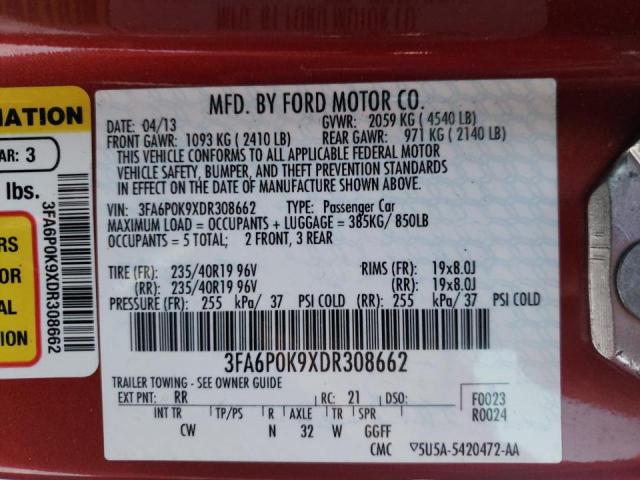 MFD. BY FORD MOTOR CO.
DATE: 04/13 GVWR: 2059 KG ( 4540 LB)
FRONT GAWR: 1093 KG ( 2410 LB) REAR GAWR: 971 KG ( 2140 LB)
THIS VEHICLE CONFORMS TO ALL APPLICABLE FEDERAL MOTOR
VEHICLE SAFETY, BUMPER, AND THEFT PREVENTION STANDARDS
IN EFFECT ON THE DATE OF MANUFACTURE SHOWN ABOVE.
VIN: 3FA6P0K9XDR308662 TYPE: Passenger Car
MAXIMUM LOAD = OCCUPANTS + LUGGAGE = 385KG/ 850LB
OCCUPANTS = 5 TOTAL; 2 FRONT, 3 REAR
TIRE (FR): 235/40R19 96V RIMS (FR): 19x8.0J
(RR): 235/40R19 96V (RR): 19x8.0J
PRESSURE (FR): 255 kPa/ 37 PSI COLD (RR): 255 kPa/ 37 PSI COLD
3FA6P0K9XDR308662
TRAILER TOWING - SEE OWNER GUIDE
EXT PNT: RR RC: 21 DSO: F0023
R0024
INT TR TP/PS R AXLE TR SPR
CW N 32 W GGFF
CMC ▽5U5A-5420472-AA
MATION
AR: 3
lbs.
RS
OR
AL
3FA6P0K9XDR308662